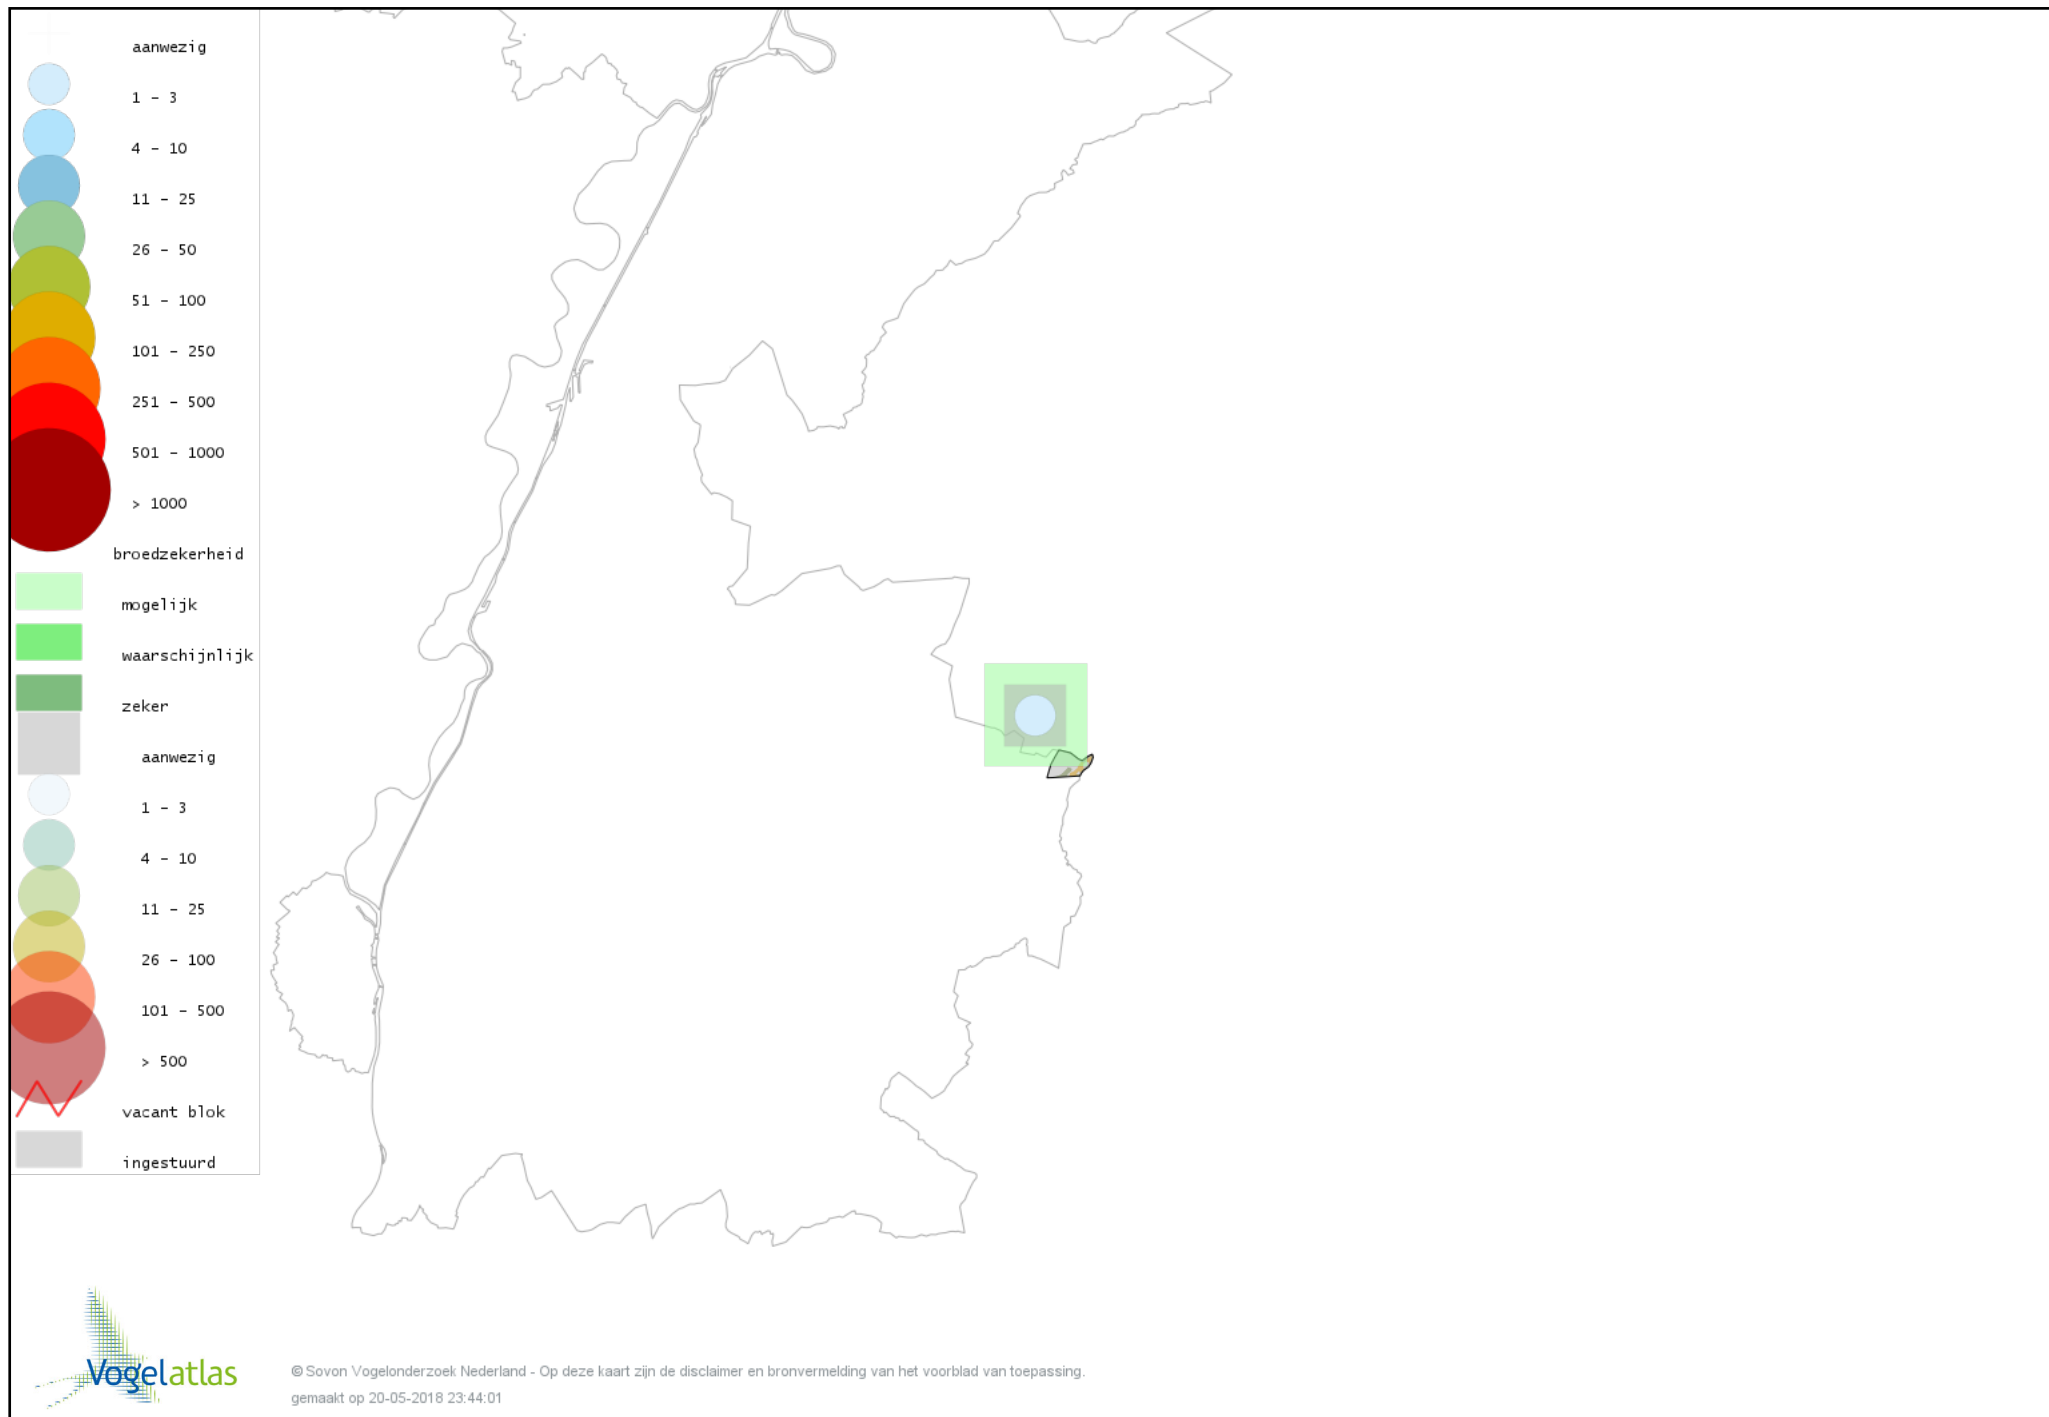 aanwezig
1 - 3
4 - 10
11 - 25
26 - 50
51 - 100
101 - 250
251 - 500
501 - 1000
> 1000
broedzekerheid
mogelijk
waarschijnlijk
zeker
aanwezig
1 - 3
4 - 10
11 - 25
26 - 100
101 - 500
> 500
vacant blok
ingestuurd
Vogelatlas
© Sovon Vogelonderzoek Nederland - Op deze kaart zijn de disclaimer en bronvermelding van het voorblad van toepassing.
gemaakt op 20-05-2018 23:44:01